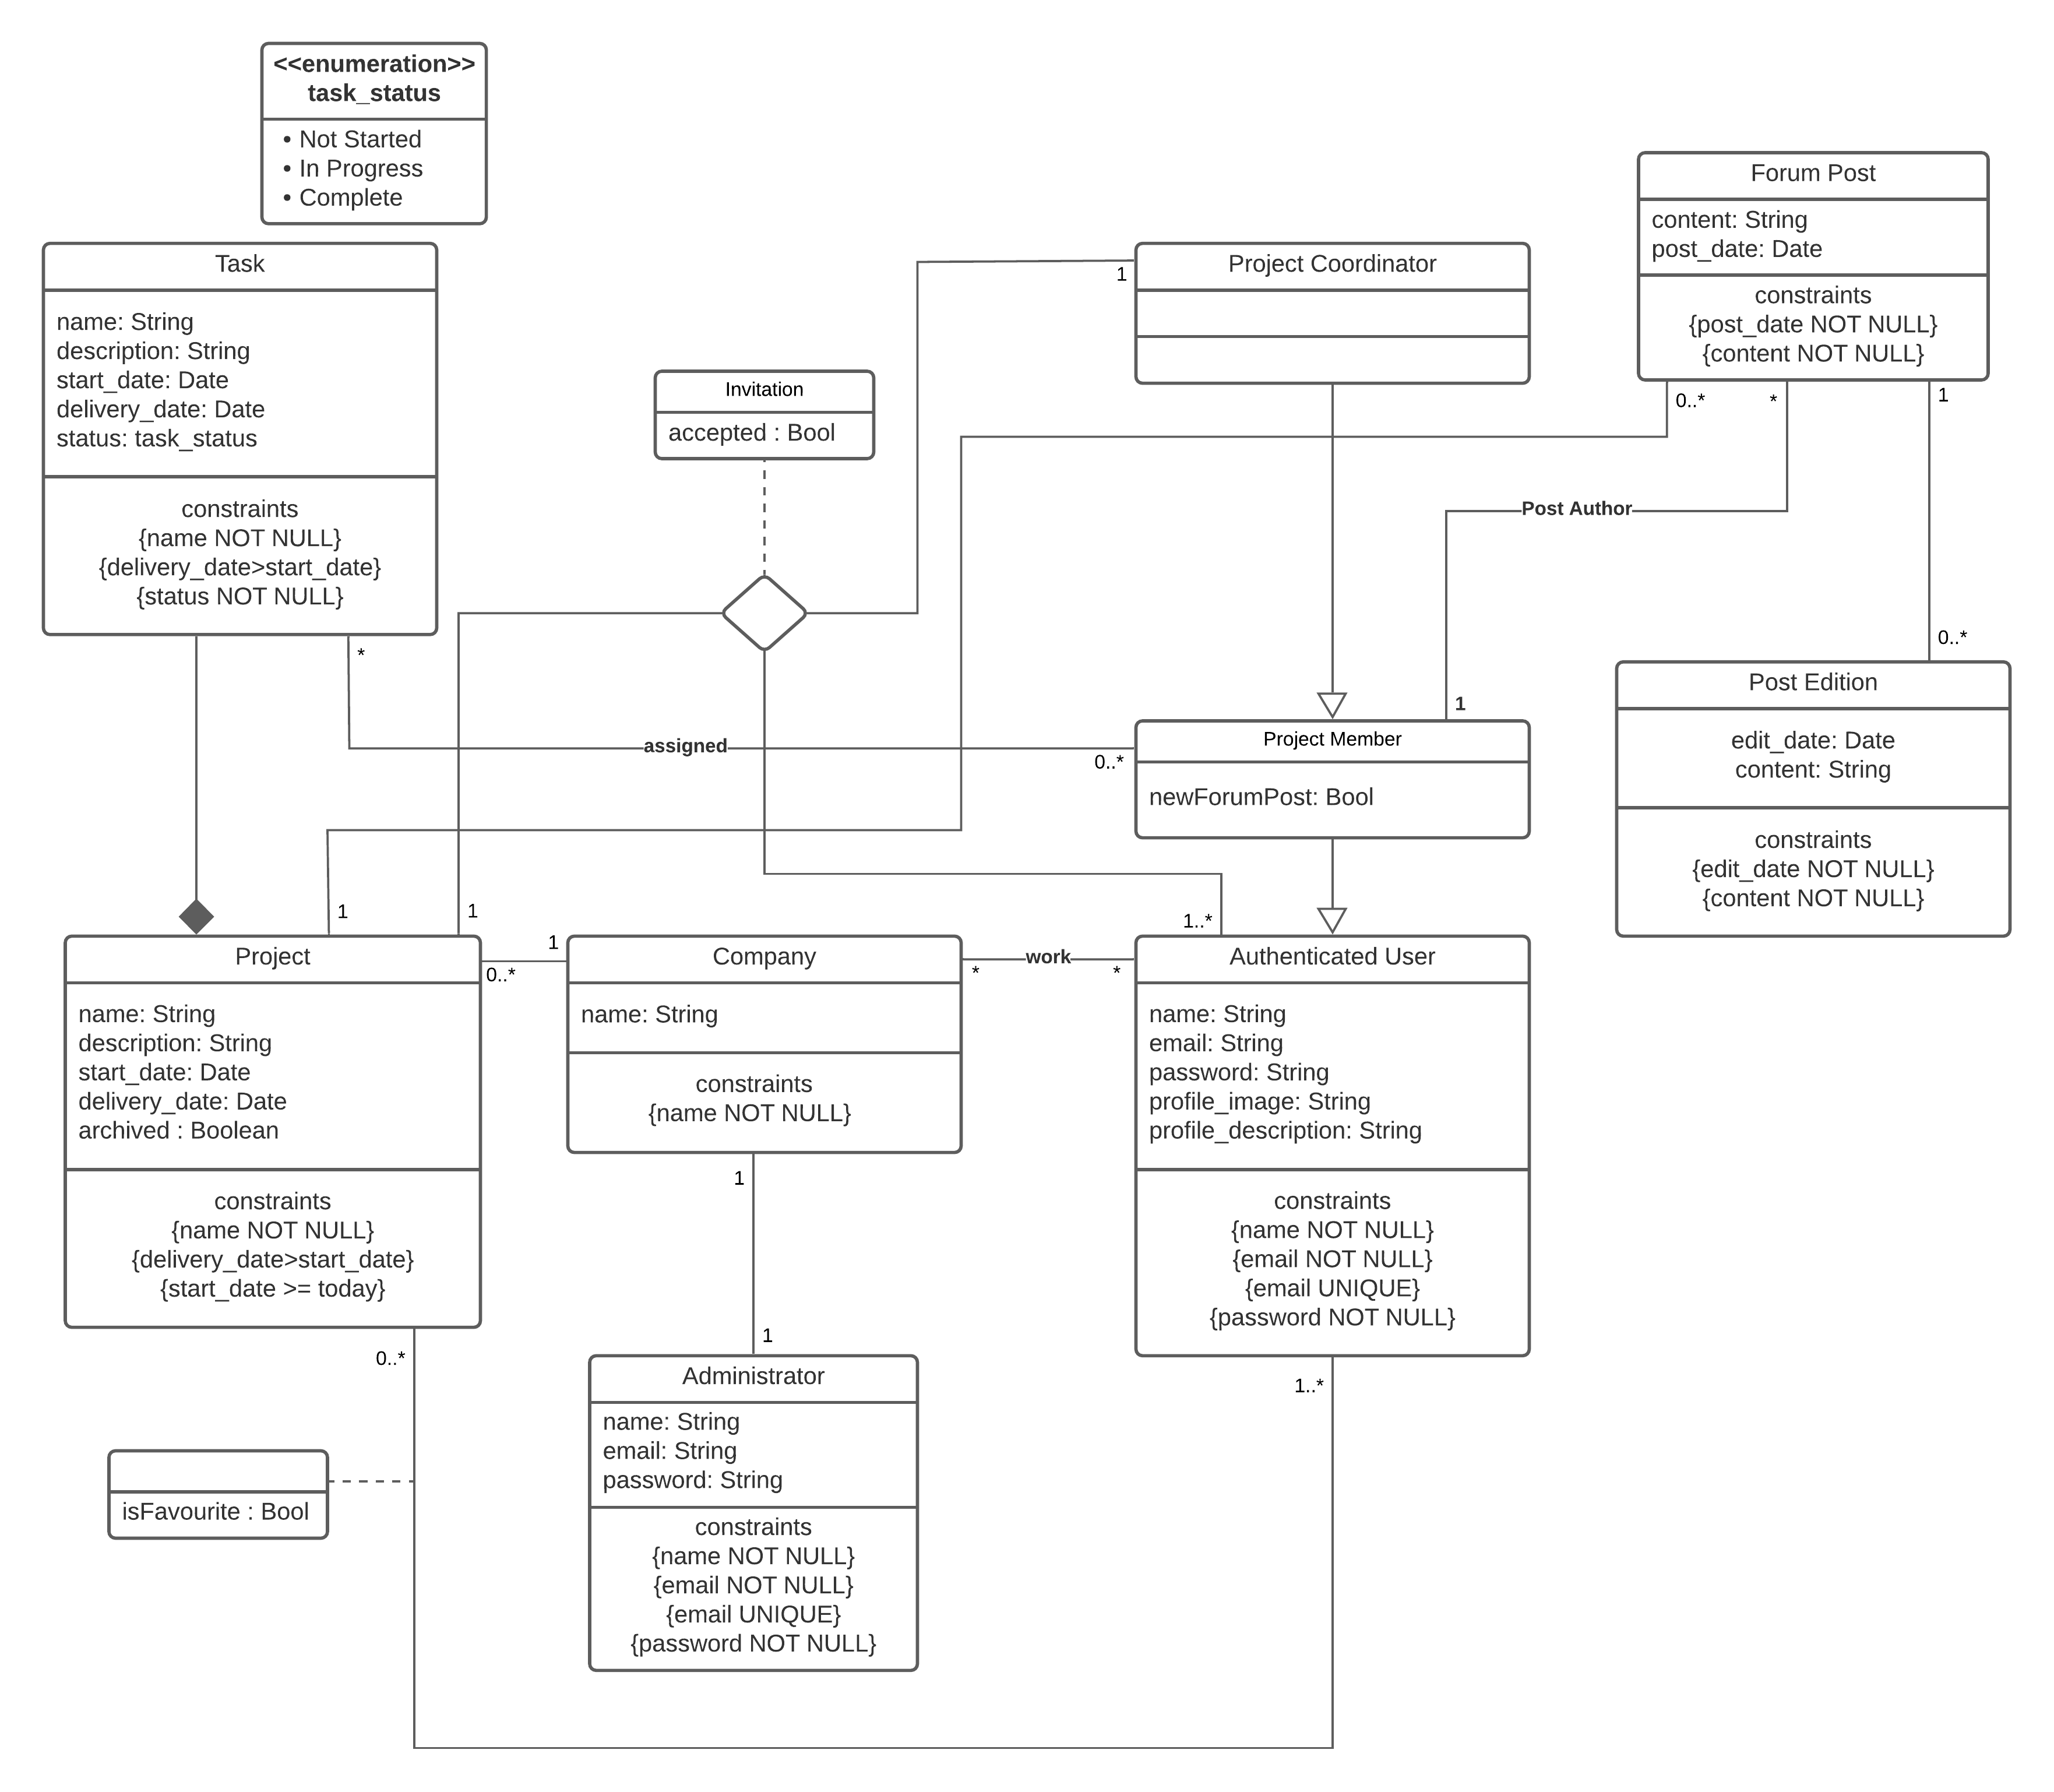 <<enumeration>>
task_status
• Not Started
• In Progress
• Complete
Task
name: String
description: String
start_date: Date
delivery_date: Date
status: task_status
constraints
{name NOT NULL}
{delivery_date>start_date}
{status NOT NULL}
*
Invitation
accepted : Bool
1
Project Coordinator
Forum Post
content: String
post_date: Date
constraints
{post_date NOT NULL}
{content NOT NULL}
0..*
*
1
Post Author
1
0..*
Post Edition
edit_date: Date
content: String
constraints
{edit_date NOT NULL}
{content NOT NULL}
assigned
0..*
Project Member
newForumPost: Bool
1
1
1..*
Project
name: String
description: String
start_date: Date
delivery_date: Date
archived : Boolean
constraints
{name NOT NULL}
{delivery_date>start_date}
{start_date >= today}
1
0..*
Company
name: String
constraints
{name NOT NULL}
*
work
*
Authenticated User
name: String
email: String
password: String
profile_image: String
profile_description: String
constraints
{name NOT NULL}
{email NOT NULL}
{email UNIQUE}
{password NOT NULL}
1
1
Administrator
name: String
email: String
password: String
constraints
{name NOT NULL}
{email NOT NULL}
{email UNIQUE}
{password NOT NULL}
0..*
1..*
isFavourite : Bool